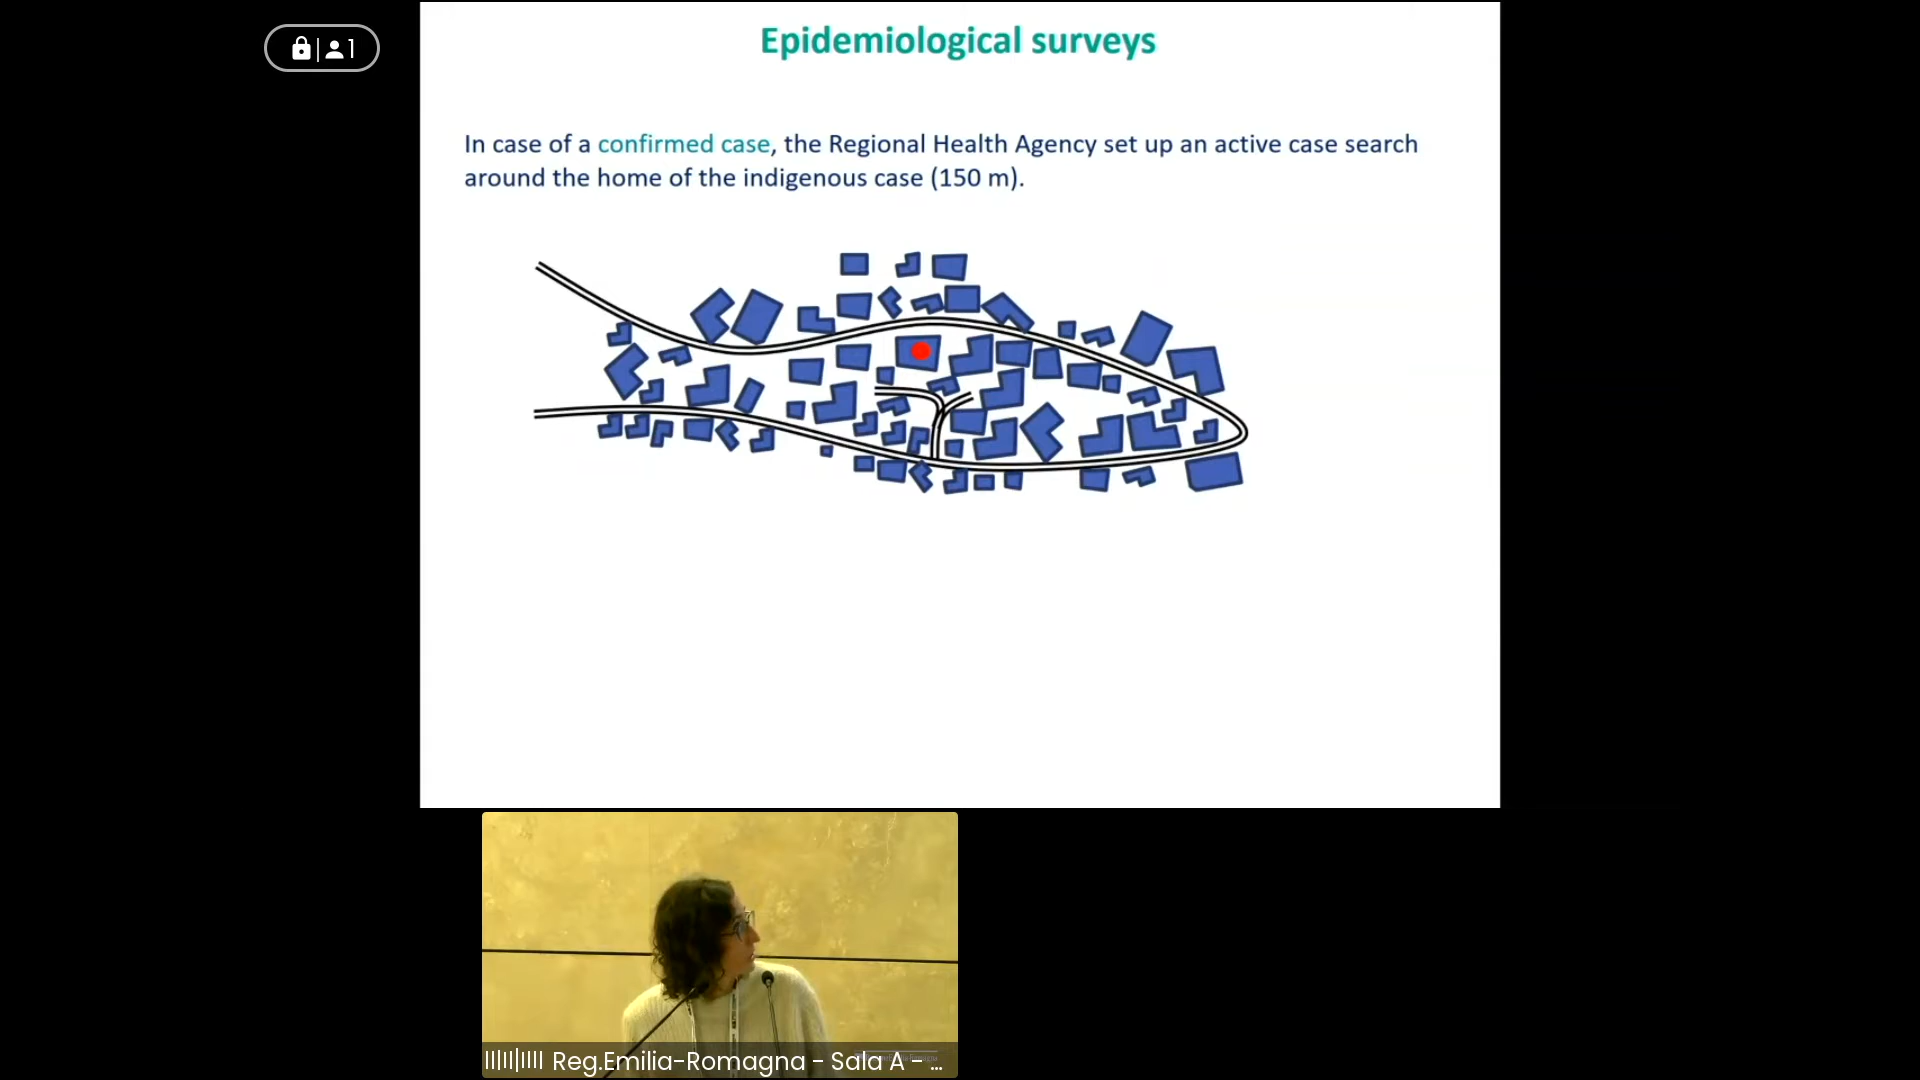 1
Epidemiological surveys
In case of a confirmed case, the Regional Health Agency set up an active case search
around the home of the indigenous case (150 m).
Reg.Emilia-Romagna - Sala A - ...